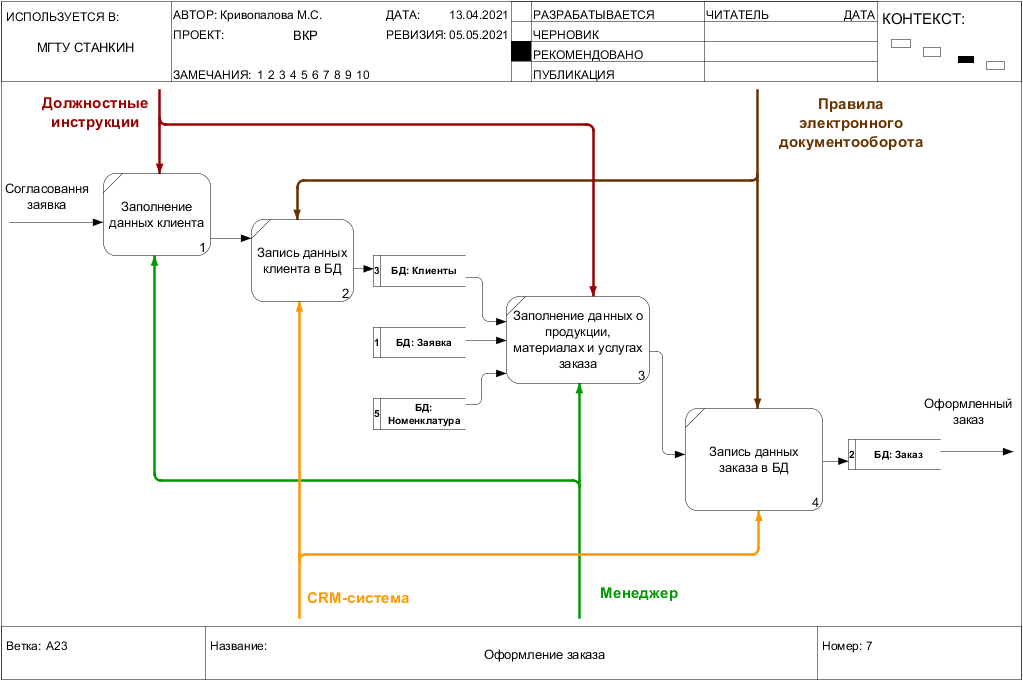 ИСПОЛЬЗУЕТСЯ В:
МГТУ СТАНКИН
АВТОР: Кривопалова М.С.
ДАТА: 13.04.2021
ПРОЕКТ: ВКР
РЕВИЗИЯ: 05.05.2021
ЗАМЕЧАНИЯ: 1 2 3 4 5 6 7 8 9 10
РАЗРАБАТЫВАЕТСЯ
ЧЕРНОВИК
РЕКОМЕНДОВАНО
ПУБЛИКАЦИЯ
ЧИТАТЕЛЬ ДАТА
КОНТЕКСТ:
Должностные
инструкции
Правила
электронного
документооборота
Согласовання
заявка
Заполнение
данных клиента
1
Запись данных
клиента в БД
2
3 БД: Клиенты
1 БД: Заявка
5 БД:
Номенклатура
Заполнение данных о
продукции,
материалах и услугах
заказа
3
Запись данных
заказа в БД
4
2 БД: Заказ
Оформленный
заказ
CRM-система
Менеджер
Ветка: A23
Название:
Оформление заказа
Номер: 7